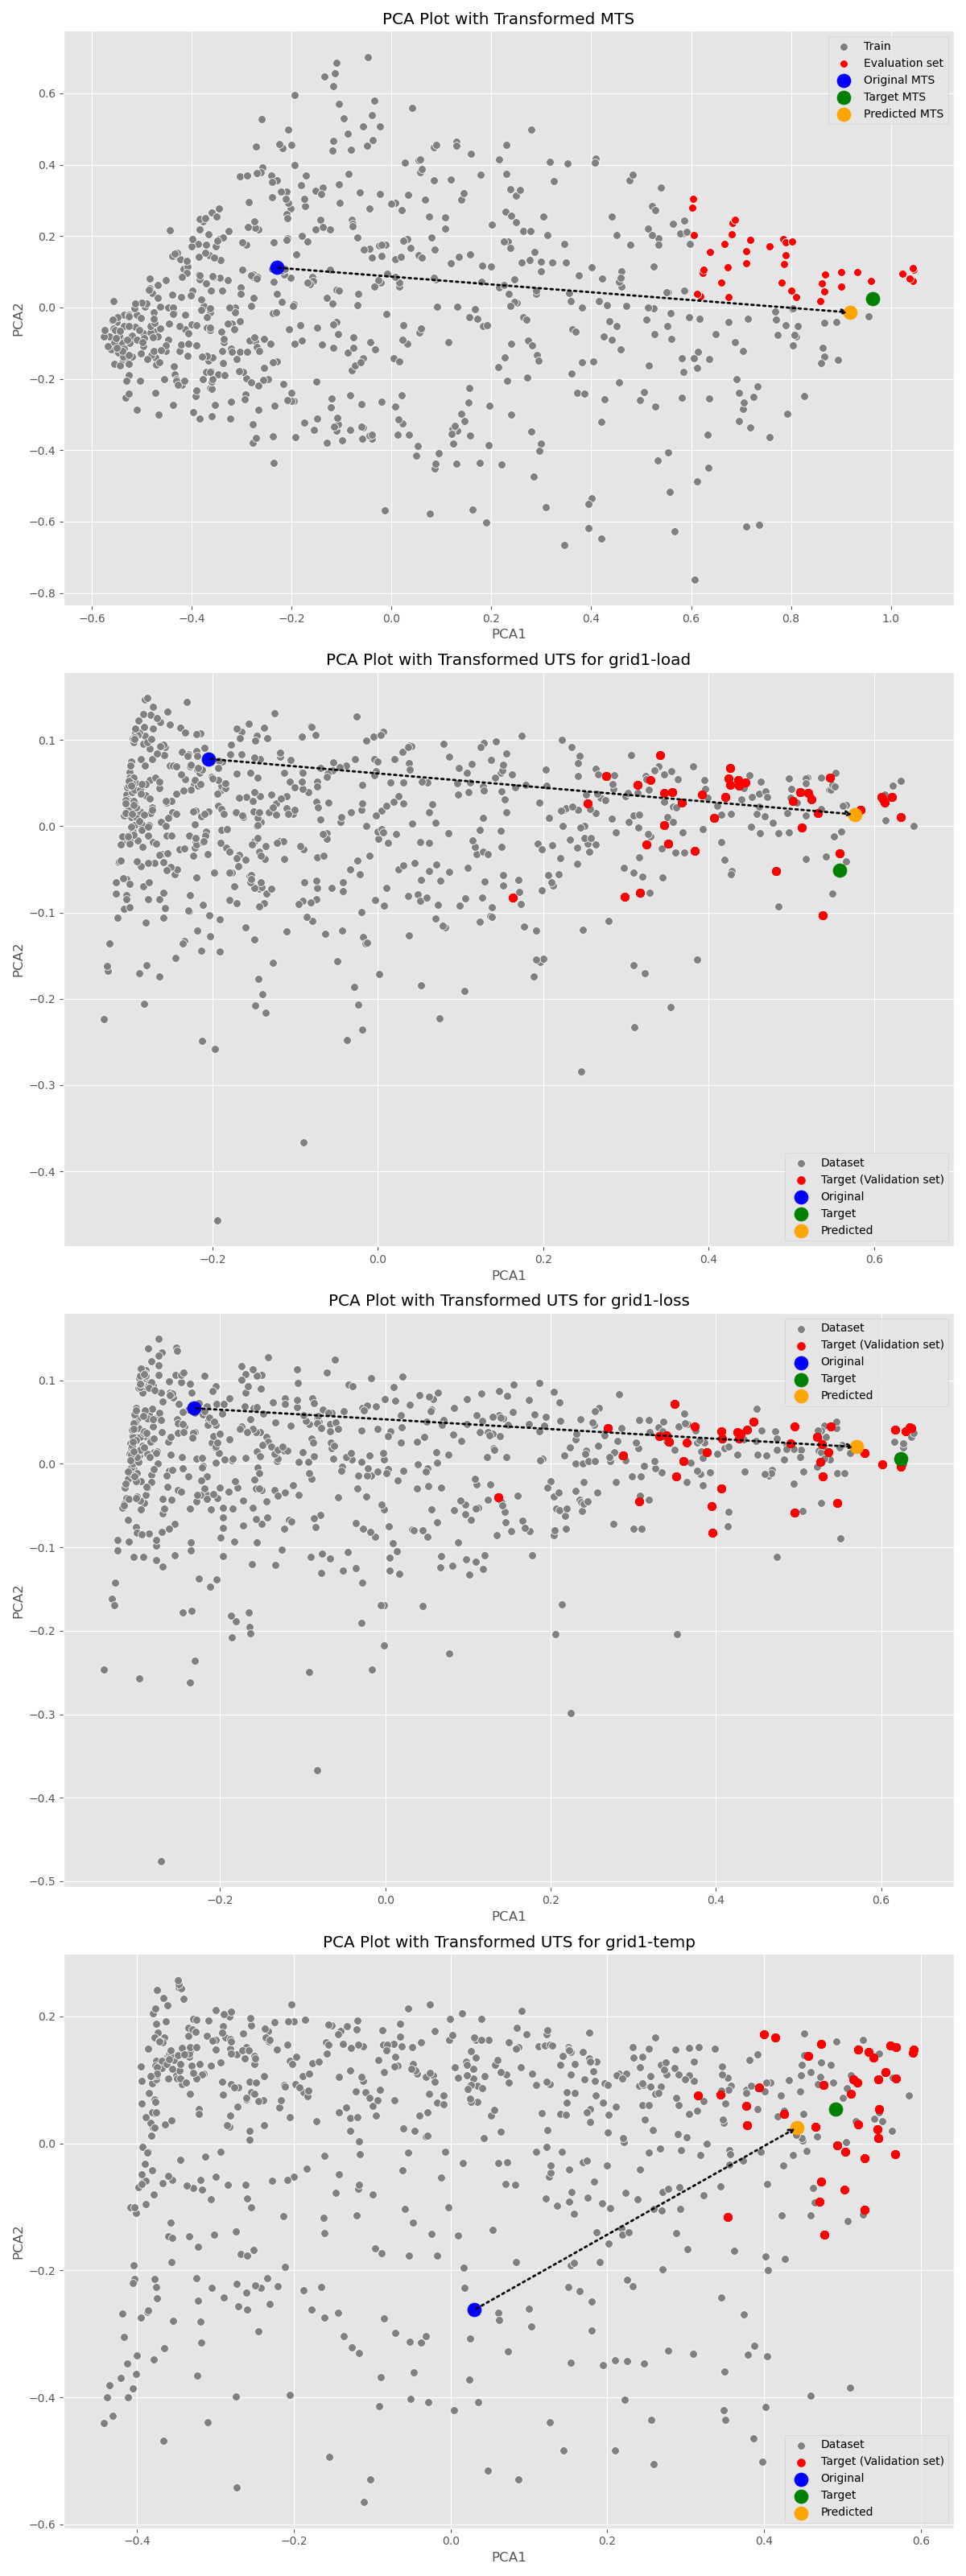 PCA Plot with Transformed MTS
Train
Evaluation set
Original MTS
Target MTS
Predicted MTS
0.6
0.4
0.2
0.0
−0.2
−0.4
−0.6
−0.8
PCA2
−0.6
−0.4
−0.2
0.0
0.2
0.4
0.6
0.8
1.0
PCA1
PCA Plot with Transformed UTS for grid1-load
0.1
0.0
−0.1
−0.2
−0.3
−0.4
PCA2
Dataset
Target (Validation set)
Original
Target
Predicted
−0.2
0.0
0.2
0.4
0.6
PCA1
PCA Plot with Transformed UTS for grid1-loss
Dataset
Target (Validation set)
Original
Target
Predicted
0.1
0.0
−0.1
−0.2
−0.3
−0.4
−0.5
PCA2
−0.2
0.0
0.2
0.4
0.6
PCA1
PCA Plot with Transformed UTS for grid1-temp
0.2
0.0
−0.2
−0.4
−0.6
PCA2
Dataset
Target (Validation set)
Original
Target
Predicted
−0.4
−0.2
0.0
0.2
0.4
0.6
PCA1